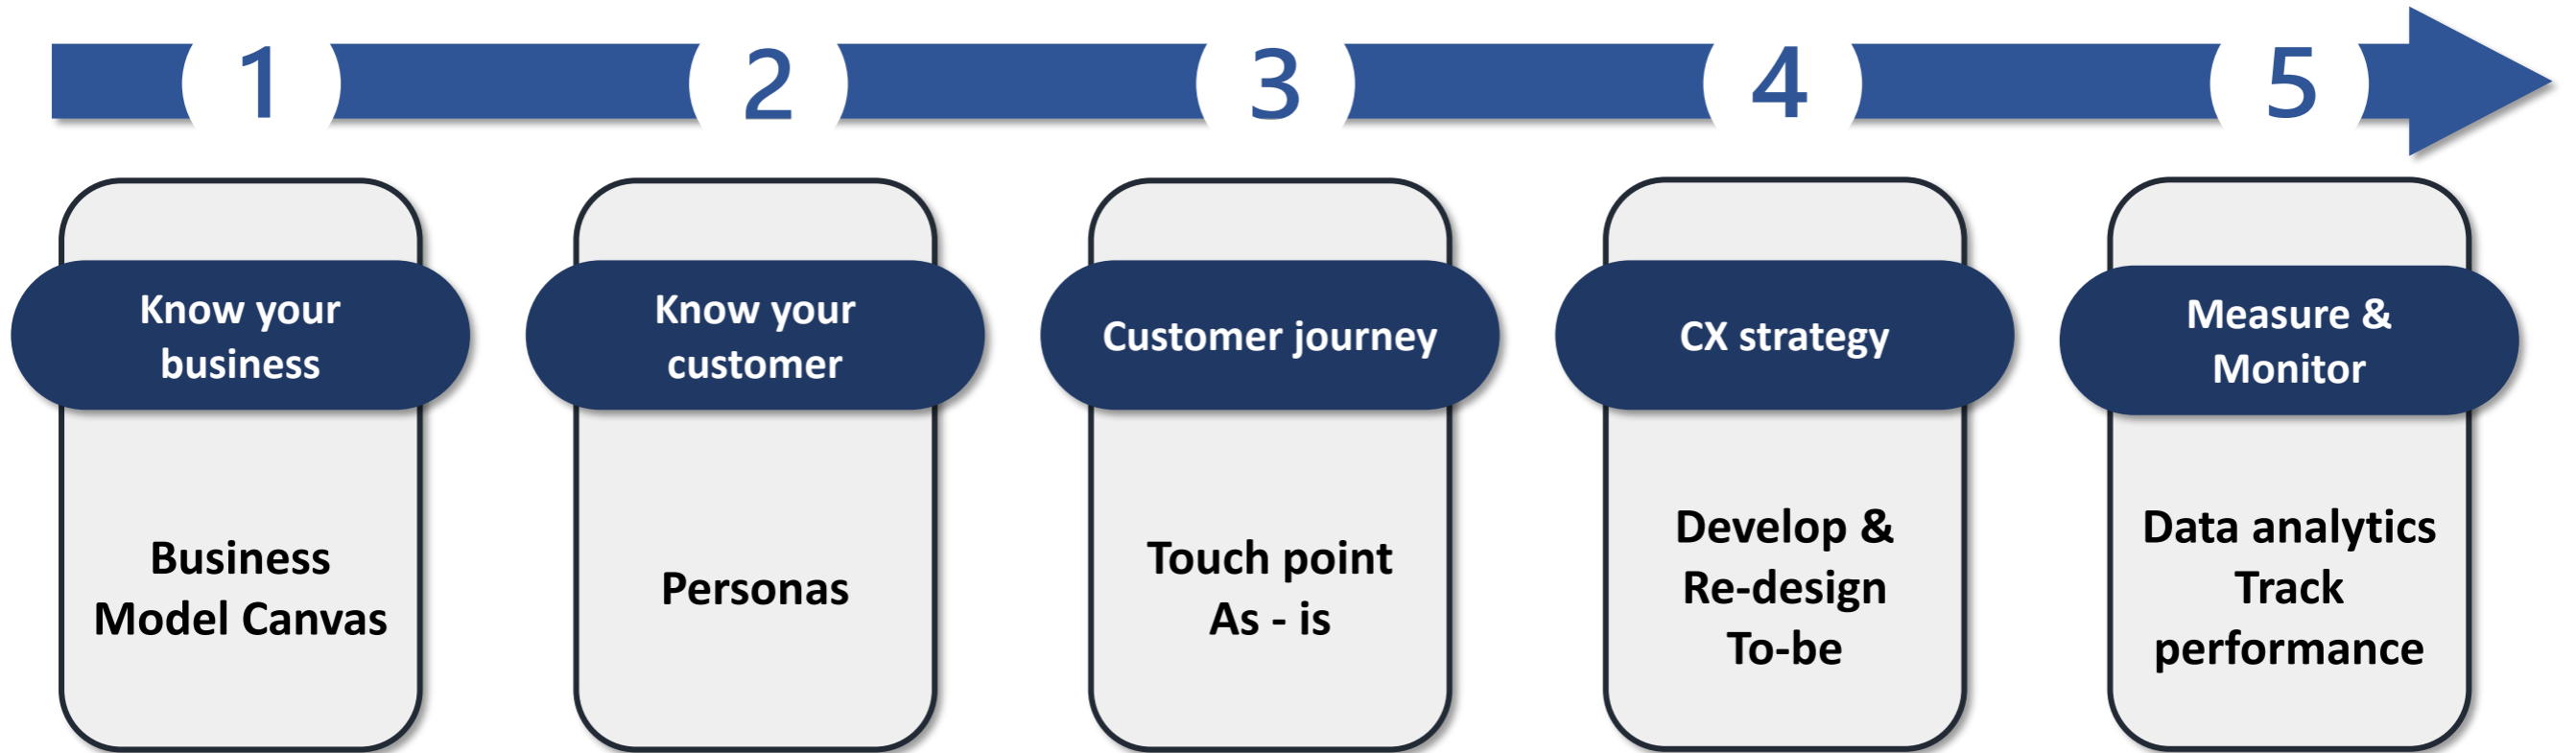 1
2
3
4
5
Know your
business
Business
Model Canvas
Know your
customer
Personas
Customer journey
Touch point
As - is
CX strategy
Develop &
Re-design
To-be
Measure &
Monitor
Data analytics
Track
performance